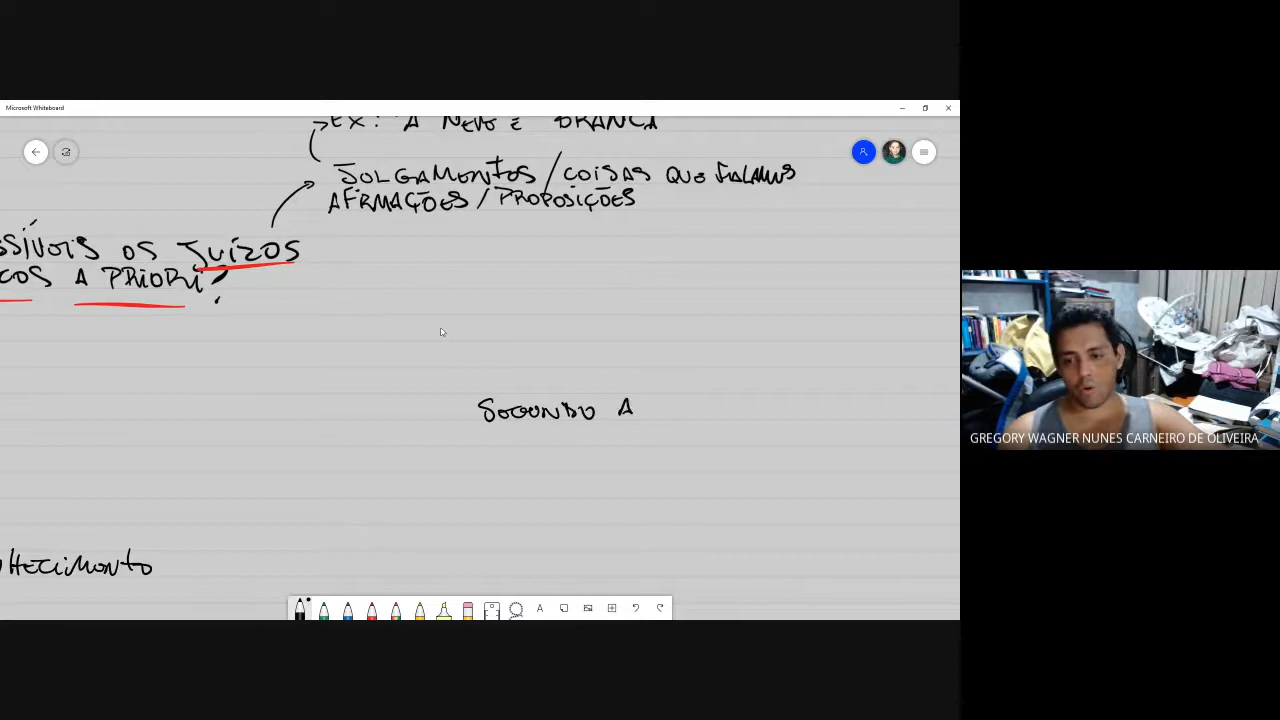 Microsoft Whiteboard
EX: "A NEVE É BRANCA
JULGAMENTOS / COISAS QUE FALAMOS
AFIRMAÇÕES / PROPOSIÇÕES
SSÍVEIS OS JUÍZOS
COS A PRIORI?
SEGUNDO A
HECIMENTO
GREGORY WAGNER NUNES CARNEIRO DE OLIVEIRA